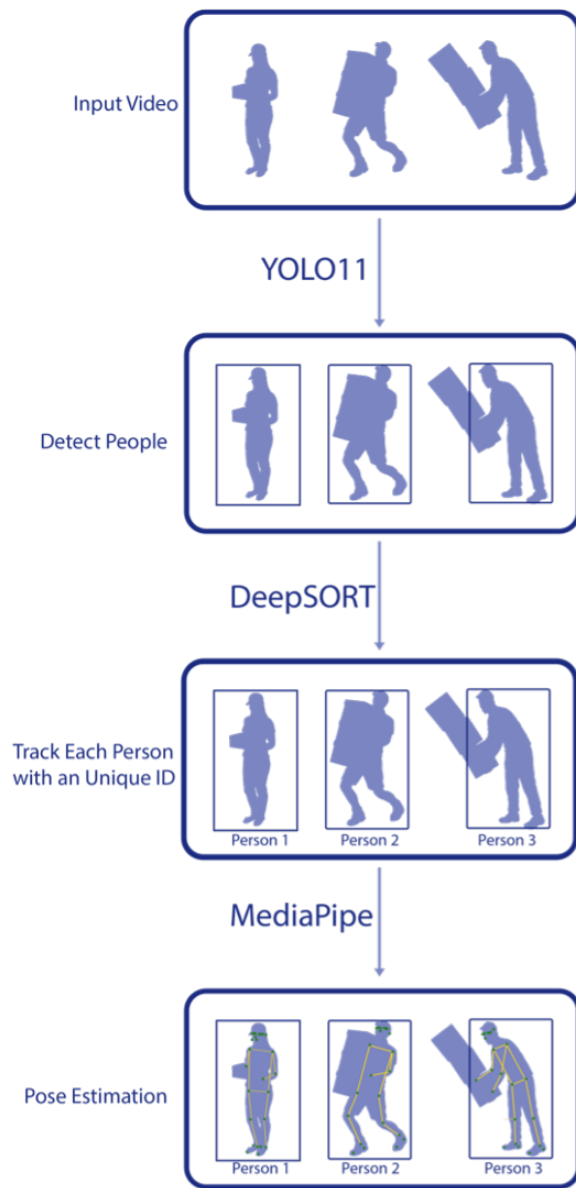 Input Video
YOLO11
Detect People
DeepSORT
Track Each Person
with an Unique ID
Person 1 Person 2 Person 3
MediaPipe
Pose Estimation
Person 1 Person 2 Person 3